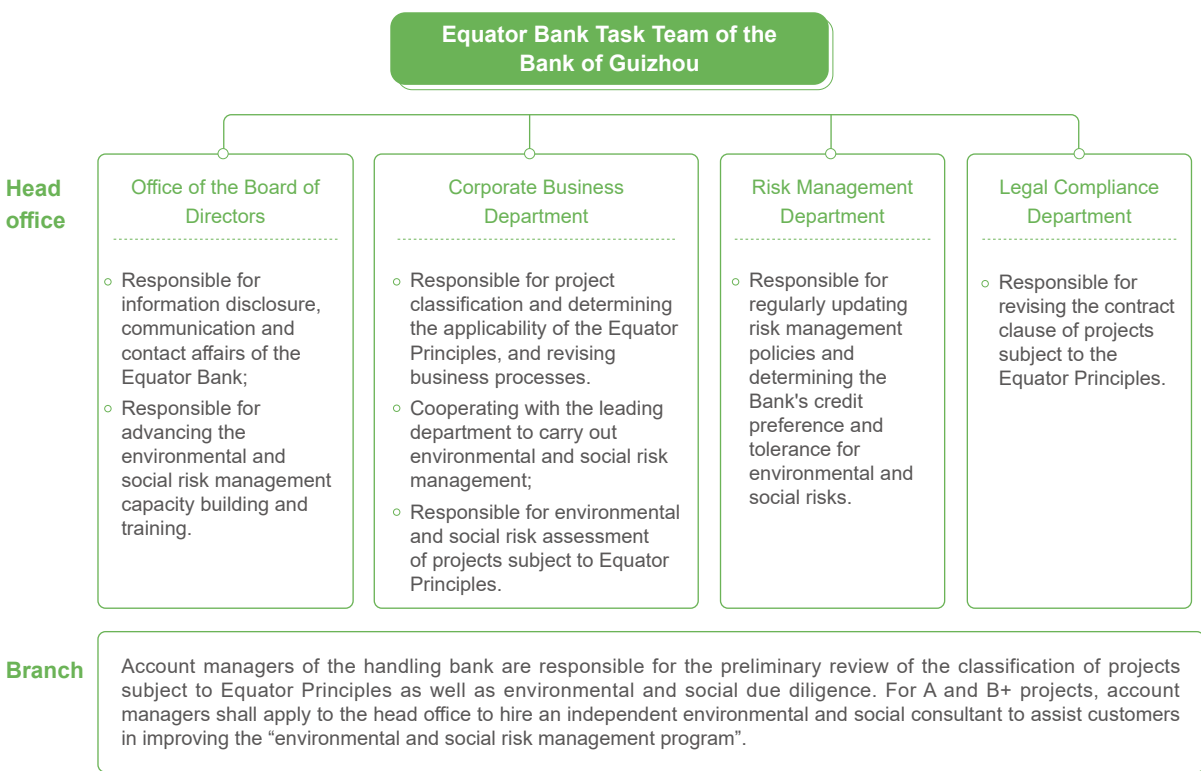 Equator Bank Task Team of the
Bank of Guizhou
Head
office
Office of the Board of
Directors
Responsible for
information disclosure,
communication and
contact affairs of the
Equator Bank;
Responsible for
advancing the
environmental and
social risk management
capacity building and
training.
Corporate Business
Department
Responsible for project
classification and determining
the applicability of the Equator
Principles, and revising
business processes.
Cooperating with the leading
department to carry out
environmental and social risk
management;
Responsible for environmental
and social risk assessment
of projects subject to Equator
Principles.
Risk Management
Department
Responsible for
regularly updating
risk management
policies and
determining the
Bank's credit
preference and
tolerance for
environmental and
social risks.
Legal Compliance
Department
Responsible for
revising the contract
clause of projects
subject to the
Equator Principles.
Branch
Account managers of the handling bank are responsible for the preliminary review of the classification of projects
subject to Equator Principles as well as environmental and social due diligence. For A and B+ projects, account
managers shall apply to the head office to hire an independent environmental and social consultant to assist customers
in improving the “environmental and social risk management program”.